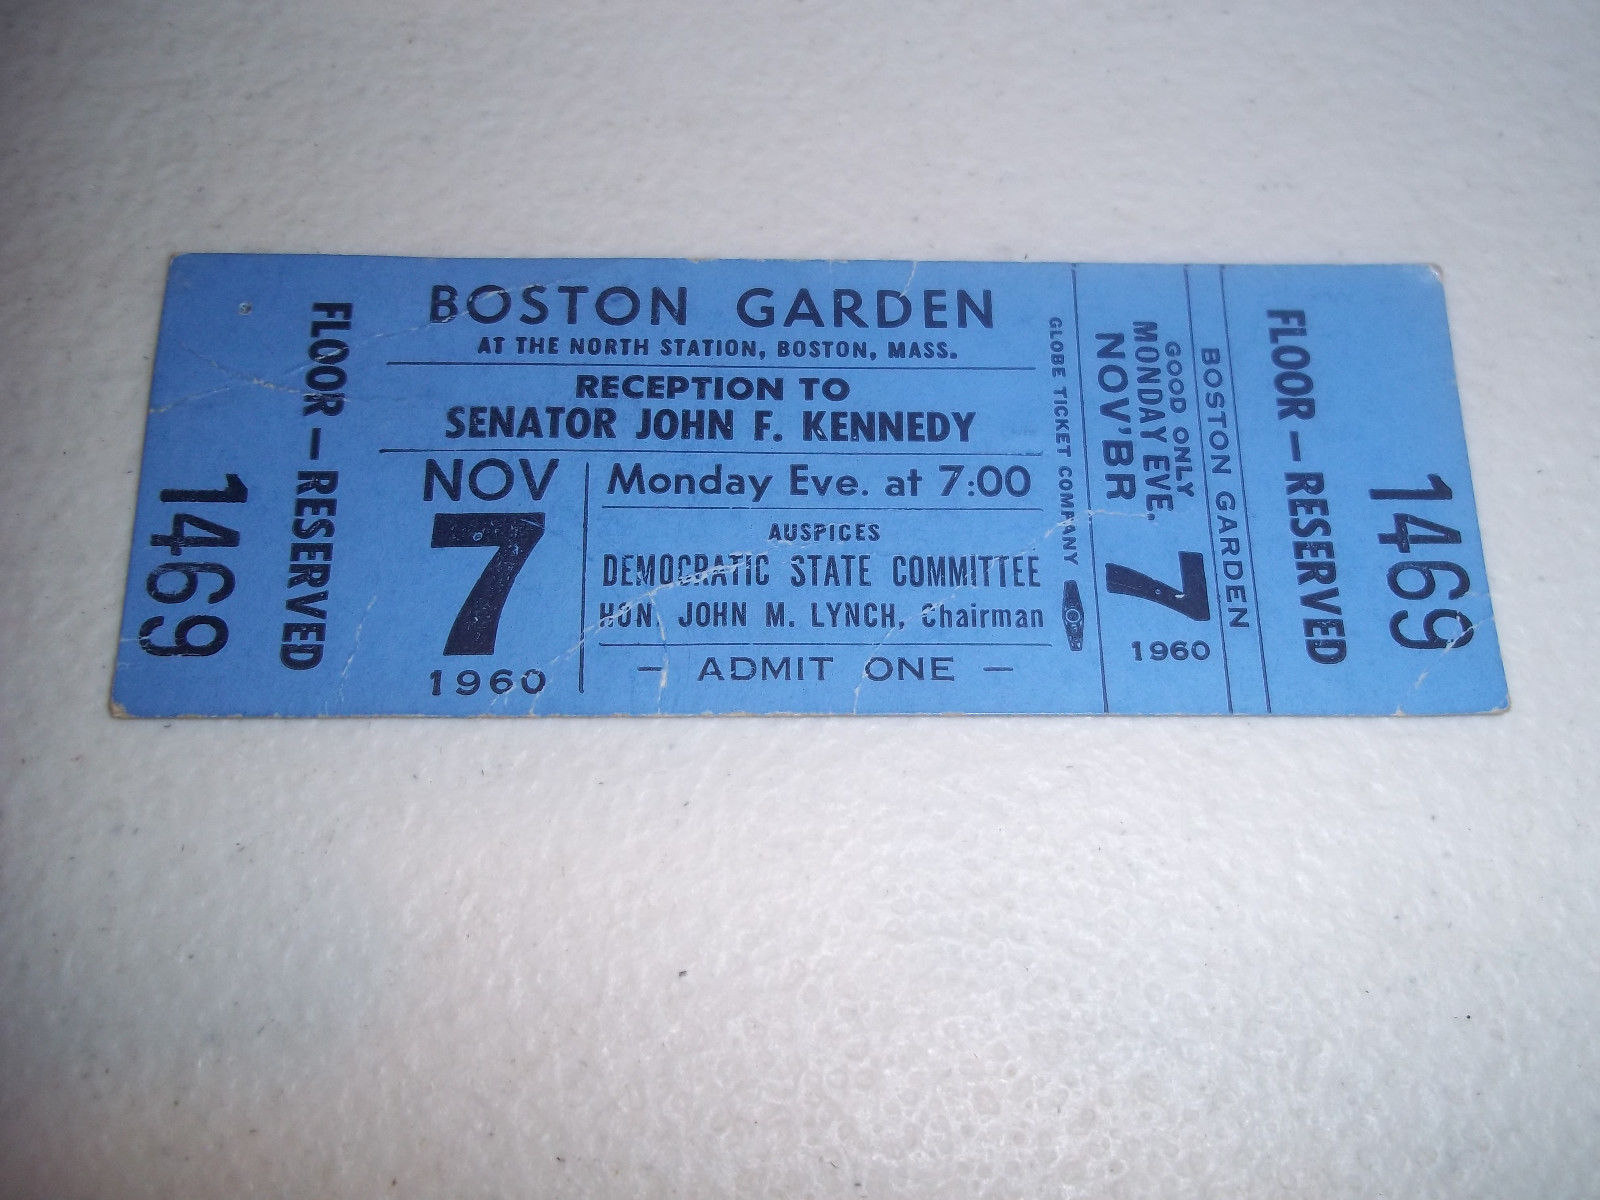 1469
FLOOR – RESERVED
BOSTON GARDEN
AT THE NORTH STATION, BOSTON, MASS.
RECEPTION TO
SENATOR JOHN F. KENNEDY
NOV
7
1960
Monday Eve. at 7:00
AUSPICES
DEMOCRATIC STATE COMMITTEE
HON. JOHN M. LYNCH, Chairman
– ADMIT ONE –
GLOBE TICKET COMPANY
BOSTON GARDEN
GOOD ONLY
MONDAY EVE.
NOV'BR
7
1960
FLOOR – RESERVED
1469